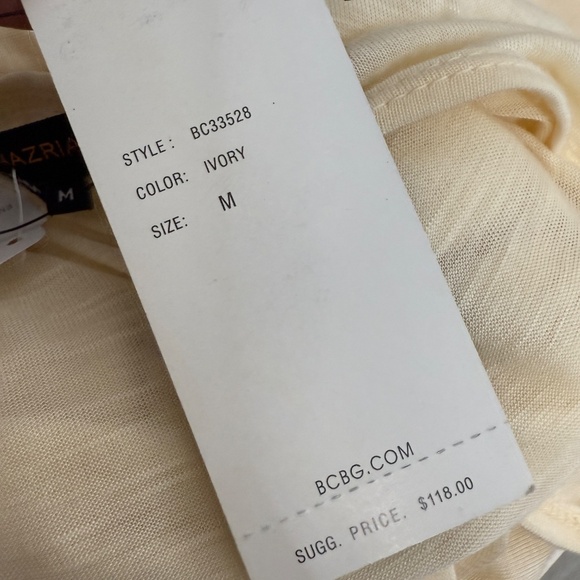 AZRIA
M
STYLE: BC33528
COLOR: IVORY
SIZE: M
BCBG.COM
SUGG. PRICE. $118.00